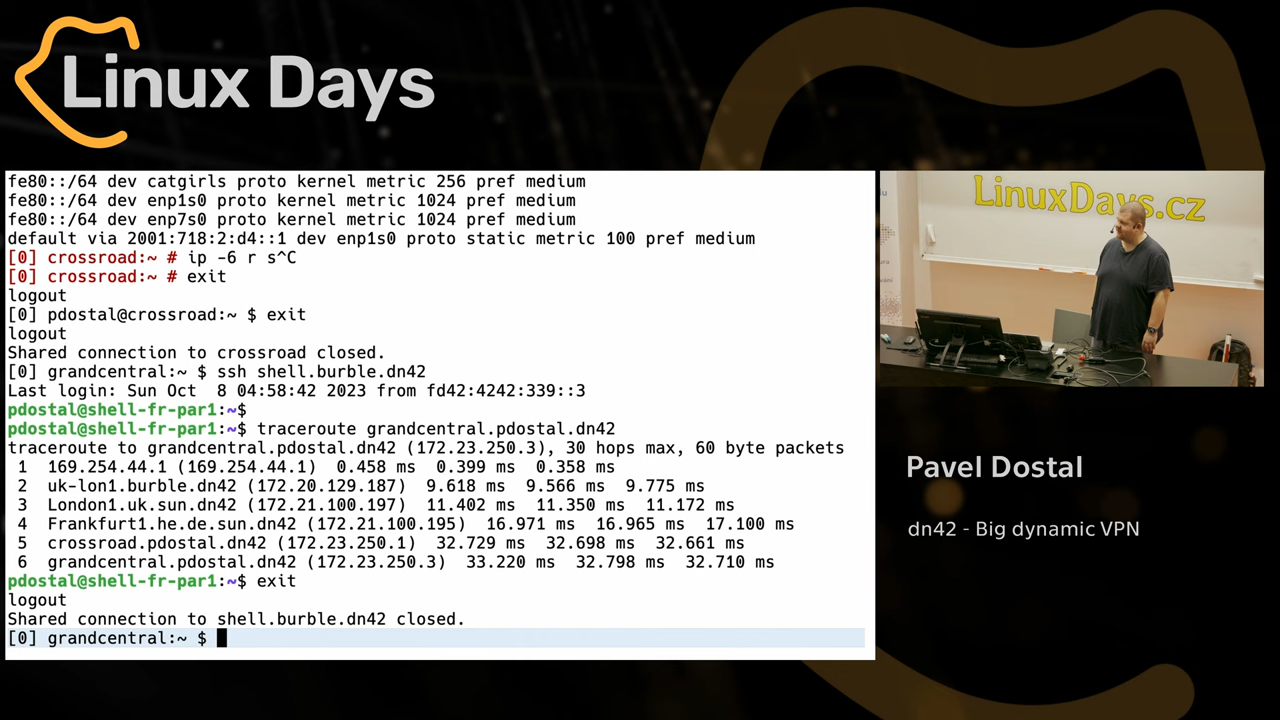 Linux Days
fe80::/64 dev catgirls proto kernel metric 256 pref medium
fe80::/64 dev enp1s0 proto kernel metric 1024 pref medium
fe80::/64 dev enp7s0 proto kernel metric 1024 pref medium
default via 2001:718:2:d4::1 dev enp1s0 proto static metric 100 pref medium
[0] crossroad:~ # ip -6 r s^C
[0] crossroad:~ # exit
logout
[0] pdostal@crossroad:~ $ exit
logout
Shared connection to crossroad closed.
[0] grandcentral:~ $ ssh shell.burble.dn42
Last login: Sun Oct  8 04:58:42 2023 from fd42:4242:339::3
pdostal@shell-fr-par1:~$
pdostal@shell-fr-par1:~$ traceroute grandcentral.pdostal.dn42
traceroute to grandcentral.pdostal.dn42 (172.23.250.3), 30 hops max, 60 byte packets
 1  169.254.44.1 (169.254.44.1)  0.458 ms  0.399 ms  0.358 ms
 2  uk-lon1.burble.dn42 (172.20.129.187)  9.618 ms  9.566 ms  9.775 ms
 3  London1.uk.sun.dn42 (172.21.100.197)  11.402 ms  11.350 ms  11.172 ms
 4  Frankfurt1.he.de.sun.dn42 (172.21.100.195)  16.971 ms  16.965 ms  17.100 ms
 5  crossroad.pdostal.dn42 (172.23.250.1)  32.729 ms  32.698 ms  32.661 ms
 6  grandcentral.pdostal.dn42 (172.23.250.3)  33.220 ms  32.798 ms  32.710 ms
pdostal@shell-fr-par1:~$ exit
logout
Shared connection to shell.burble.dn42 closed.
[0] grandcentral:~ $
LinuxDays.cz
Pavel Dostal
dn42 - Big dynamic VPN